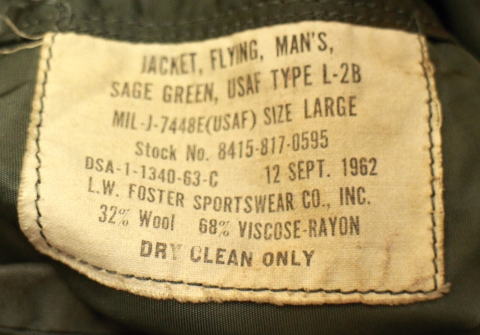 JACKET, FLYING, MAN'S,
SAGE GREEN, USAF TYPE L-2B
MIL-J-7448E(USAF) SIZE LARGE
Stock No. 8415-817-0595
DSA-1-1340-63-C 12 SEPT. 1962
L.W. FOSTER SPORTSWEAR CO., INC.
32% Wool 68% VISCOSE-RAYON
DRY CLEAN ONLY